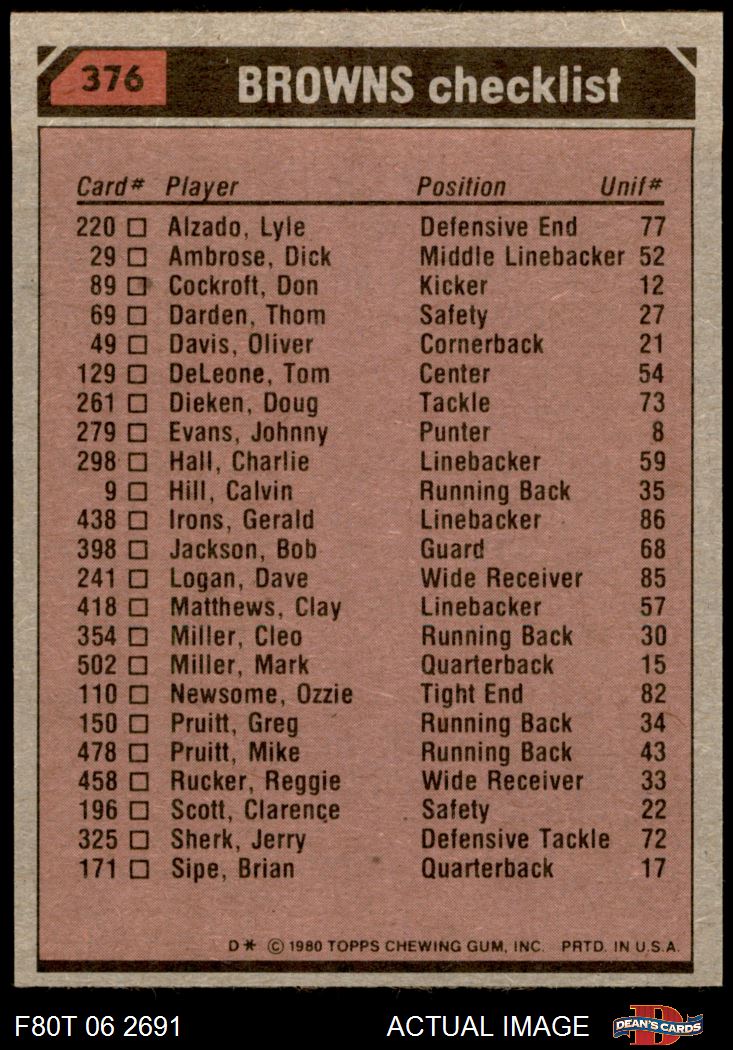 376 BROWNS checklist
Card# Player Position Unif#
220 □ Alzado, Lyle Defensive End 77
29 □ Ambrose, Dick Middle Linebacker 52
89 □ Cockroft, Don Kicker 12
69 □ Darden, Thom Safety 27
49 □ Davis, Oliver Cornerback 21
129 □ DeLeone, Tom Center 54
261 □ Dieken, Doug Tackle 73
279 □ Evans, Johnny Punter 8
298 □ Hall, Charlie Linebacker 59
9 □ Hill, Calvin Running Back 35
438 □ Irons, Gerald Linebacker 86
398 □ Jackson, Bob Guard 68
241 □ Logan, Dave Wide Receiver 85
418 □ Matthews, Clay Linebacker 57
354 □ Miller, Cleo Running Back 30
502 □ Miller, Mark Quarterback 15
110 □ Newsome, Ozzie Tight End 82
150 □ Pruitt, Greg Running Back 34
478 □ Pruitt, Mike Running Back 43
458 □ Rucker, Reggie Wide Receiver 33
196 □ Scott, Clarence Safety 22
325 □ Sherk, Jerry Defensive Tackle 72
171 □ Sipe, Brian Quarterback 17
D* © 1980 TOPPS CHEWING GUM, INC. PRTD. IN U.S.A.
F80T 06 2691 ACTUAL IMAGE D DEAN'S CARDS